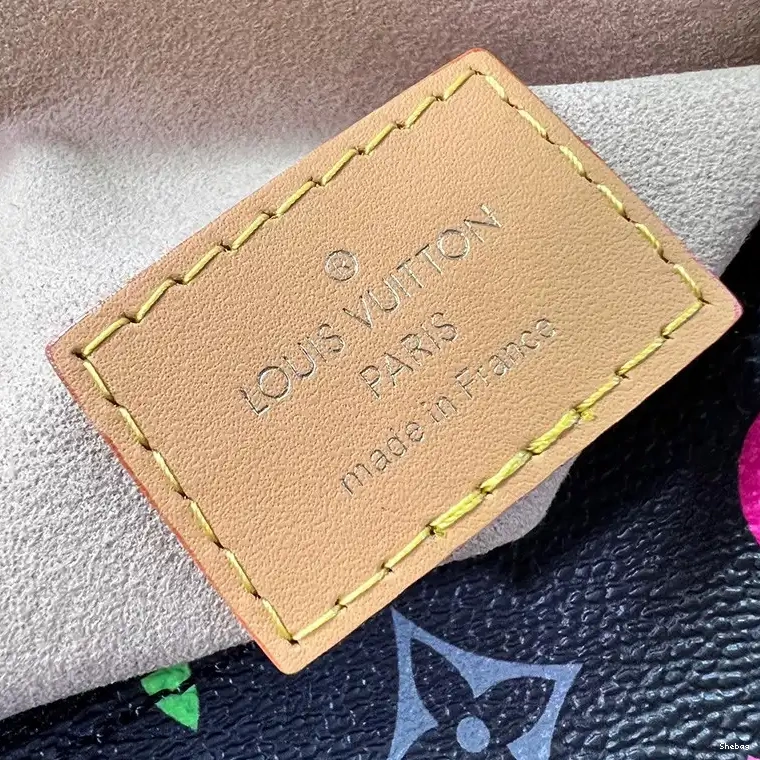 ®
LOUIS VUITTON
PARIS
made in France
Shebag